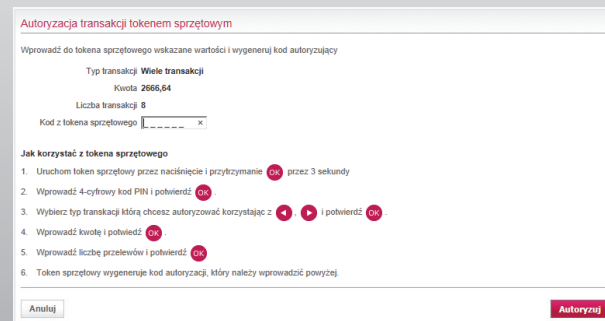 Autoryzacja transakcji tokenem sprzętowym
Wprowadź do tokena sprzętowego wskazane wartości i wygeneruj kod autoryzujący
Typ transakcji Wiele transakcji
Kwota 2666,64
Liczba transakcji 8
Kod z tokena sprzętowego _ _ _ _ _ _ ×
Jak korzystać z tokena sprzętowego
1. Uruchom token sprzętowy przez naciśnięcie i przytrzymanie OK przez 3 sekundy
2. Wprowadź 4-cyfrowy kod PIN i potwierdź OK .
3. Wybierz typ transkacji którą chcesz autoryzować korzystając z ◄ , ► i potwierdź OK .
4. Wprowadź kwotę i potwiedź OK .
5. Wprowadź liczbę przelewów i potwierdź OK
6. Token sprzętowy wygeneruje kod autoryzacji, który należy wprowadzić powyżej.
Anuluj Autoryzuj